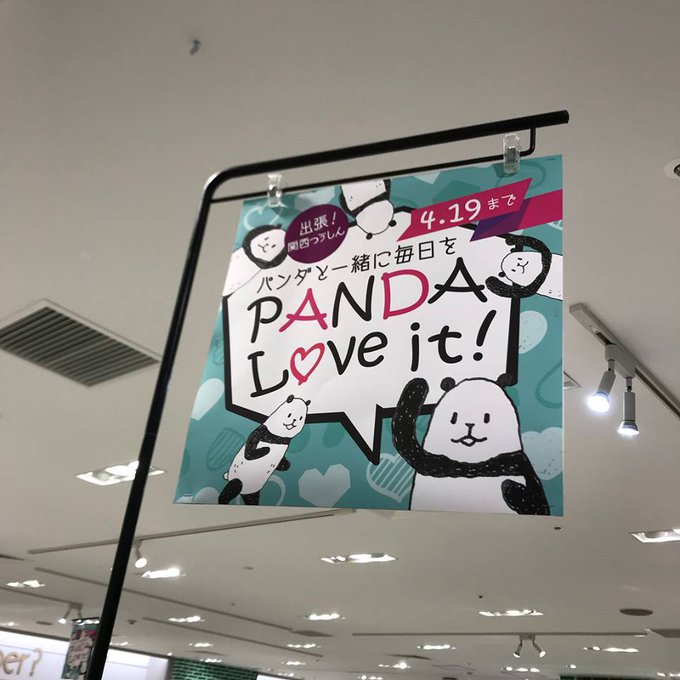 出張!
関西つうしん
4.19まで
パンダと一緒に毎日を
PANDA
Love it!
er?